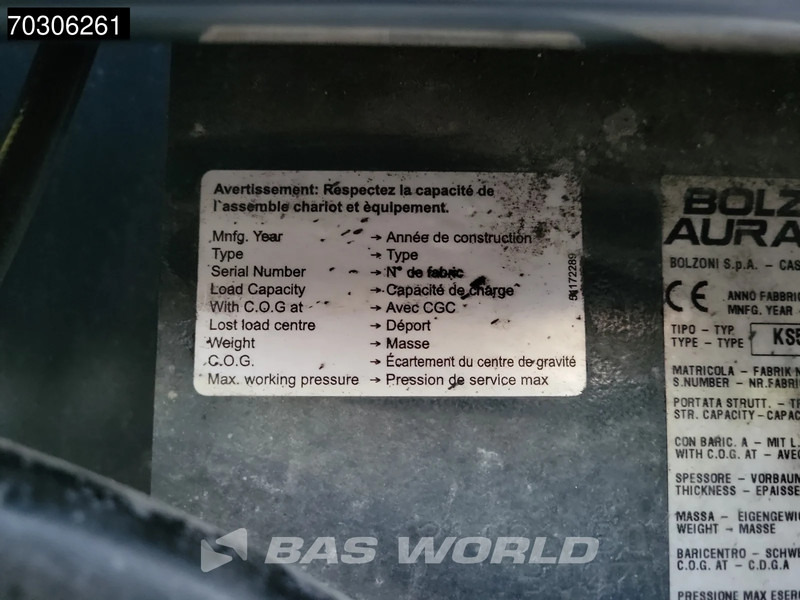 70306261
Avertissement: Respectez la capacité de
l`assemble chariot et èquipement.
Mnfg. Year → Année de construction
Type → Type
Serial Number → N° de fabric
Load Capacity → Capacité de charge
With C.O.G at → Avec CGC
Lost load centre → Déport
Weight → Masse
C.O.G. → Écartement du centre de gravité
Max. working pressure → Pression de service max
BOLZ
AURA
BOLZONI S.p.A. - CAS
CE
ANNO FABBRIC
MNFG. YEAR -
TIPO - TYP
TYPE - TYPE
KS5
MATRICOLA - FABRIK N
S.NUMBER - NR.FABRI
PORTATA STRUTT. - T
STR. CAPACITY-CAPAC
CON BARIC. A - MIT L.
WITH C.O.G. AT - AVE
SPESSORE - VORBAU
THICKNESS - EPAISSE
MASSA - EIGENGEWI
WEIGHT - MASSE
BARICENTRO - SCHWE
C.O.G. AT - C.D.G.A
PRESSIONE MAX ESER
BAS WORLD